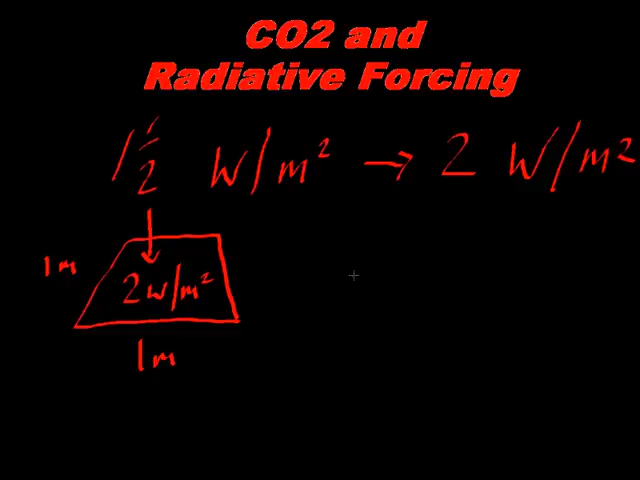 CO2 and
Radiative Forcing
1 1/2 W/m² → 2 W/m²
1m
2 W/m²
1m